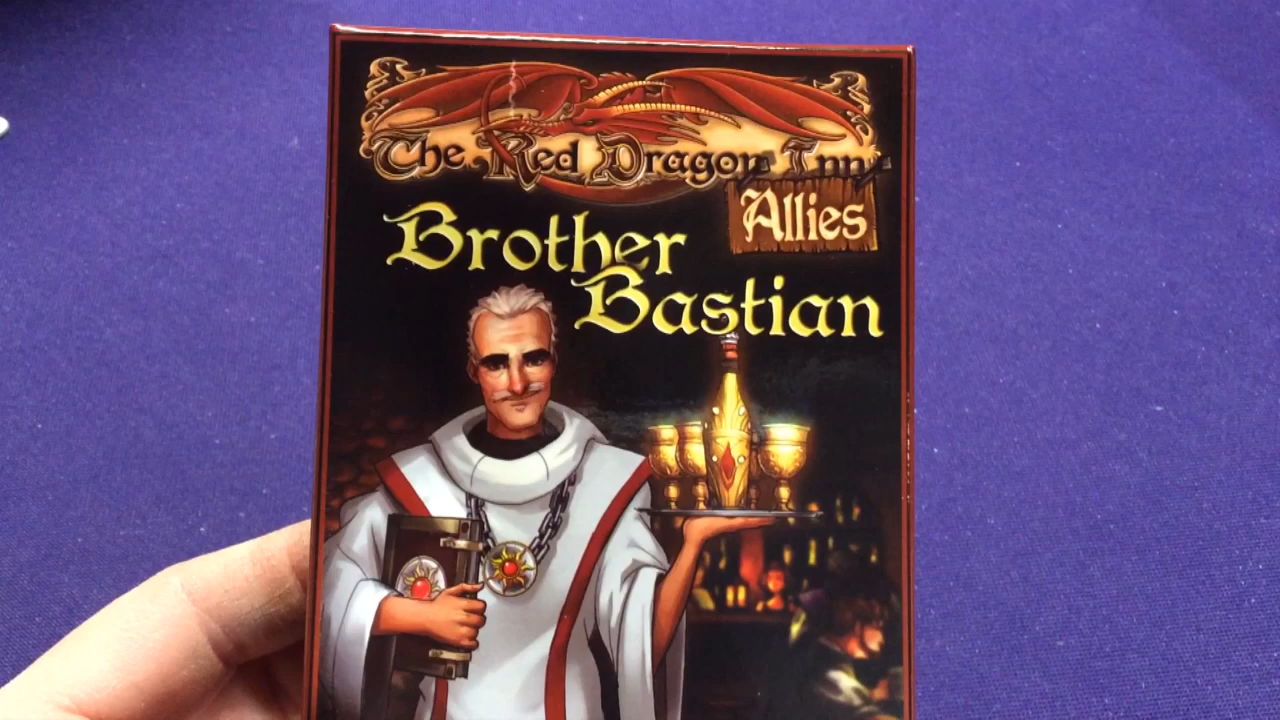 The Red Dragon Inn
Allies
Brother
Bastian